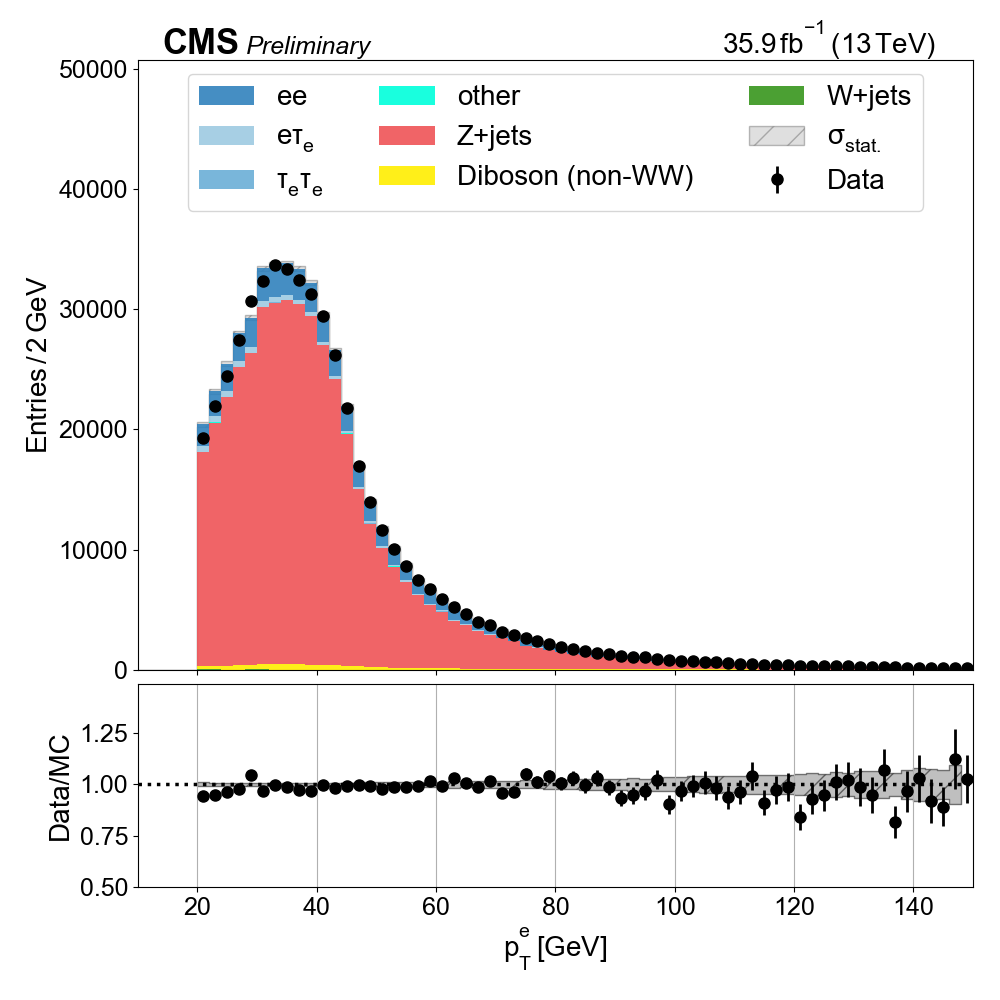 CMS Preliminary 35.9 fb⁻¹ (13 TeV)
50000
40000
30000
20000
10000
0
Entries / 2 GeV
ee other W+jets
eτₑ Z+jets σstat.
τₑτₑ Diboson (non-WW) Data
1.25
1.00
0.75
0.50
Data/MC
20 40 60 80 100 120 140
pTe [GeV]